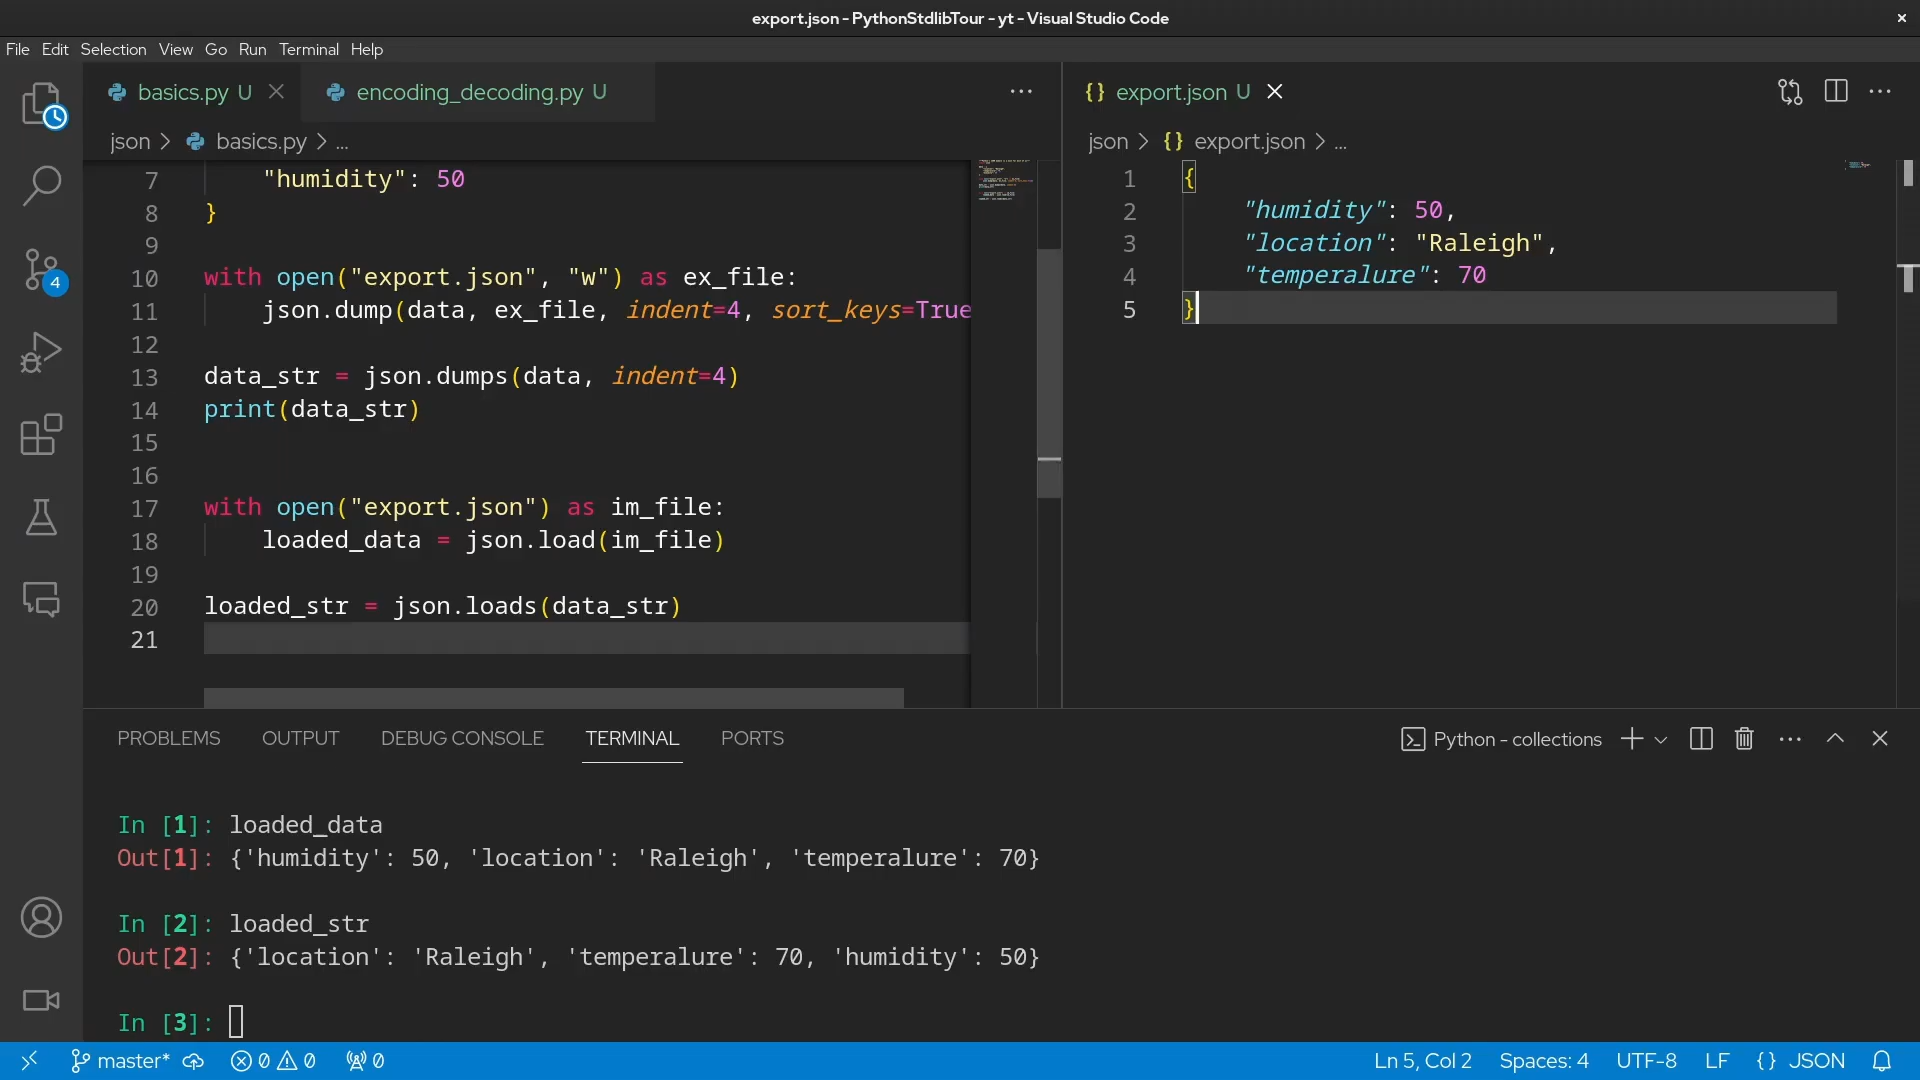 export.json - PythonStdlibTour - yt - Visual Studio Code
File Edit Selection View Go Run Terminal Help
basics.py U
encoding_decoding.py U
json > basics.py > ...
7 "humidity": 50
8 }
9
10 with open("export.json", "w") as ex_file:
11 json.dump(data, ex_file, indent=4, sort_keys=True
12
13 data_str = json.dumps(data, indent=4)
14 print(data_str)
15
16
17 with open("export.json") as im_file:
18 loaded_data = json.load(im_file)
19
20 loaded_str = json.loads(data_str)
21
{} export.json U
json > {} export.json > ...
1 {
2 "humidity": 50,
3 "location": "Raleigh",
4 "temperalure": 70
5 }
4
PROBLEMS OUTPUT DEBUG CONSOLE TERMINAL PORTS
Python - collections
In [1]: loaded_data
Out[1]: {'humidity': 50, 'location': 'Raleigh', 'temperalure': 70}
In [2]: loaded_str
Out[2]: {'location': 'Raleigh', 'temperalure': 70, 'humidity': 50}
In [3]:
master* 0 0 0 Ln 5, Col 2 Spaces: 4 UTF-8 LF {} JSON